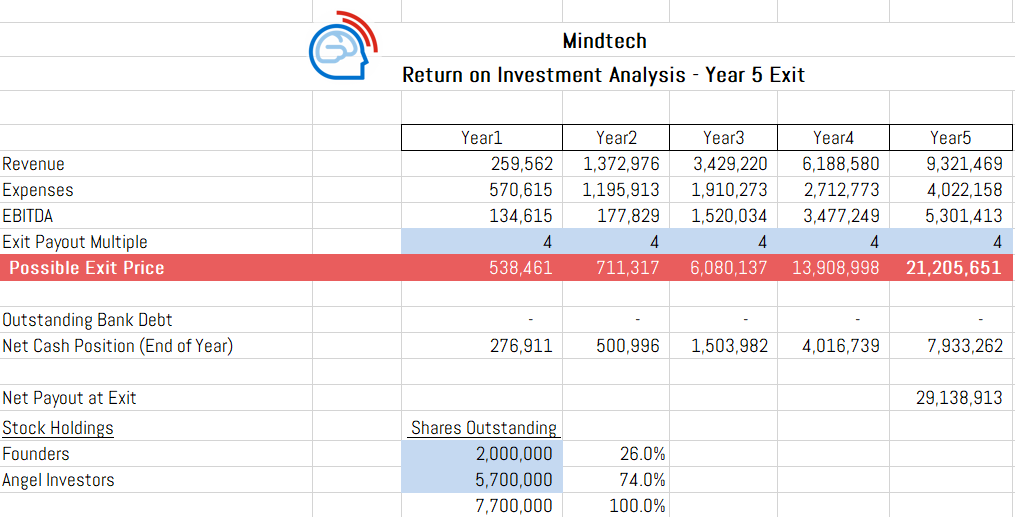 Mindtech
Return on Investment Analysis - Year 5 Exit
Year1 Year2 Year3 Year4 Year5
Revenue 259,562 1,372,976 3,429,220 6,188,580 9,321,469
Expenses 570,615 1,195,913 1,910,273 2,712,773 4,022,158
EBITDA 134,615 177,829 1,520,034 3,477,249 5,301,413
Exit Payout Multiple 4 4 4 4 4
Possible Exit Price 538,461 711,317 6,080,137 13,908,998 21,205,651
Outstanding Bank Debt - - - - -
Net Cash Position (End of Year) 276,911 500,996 1,503,982 4,016,739 7,933,262
Net Payout at Exit 29,138,913
Stock Holdings Shares Outstanding
Founders 2,000,000 26.0%
Angel Investors 5,700,000 74.0%
7,700,000 100.0%